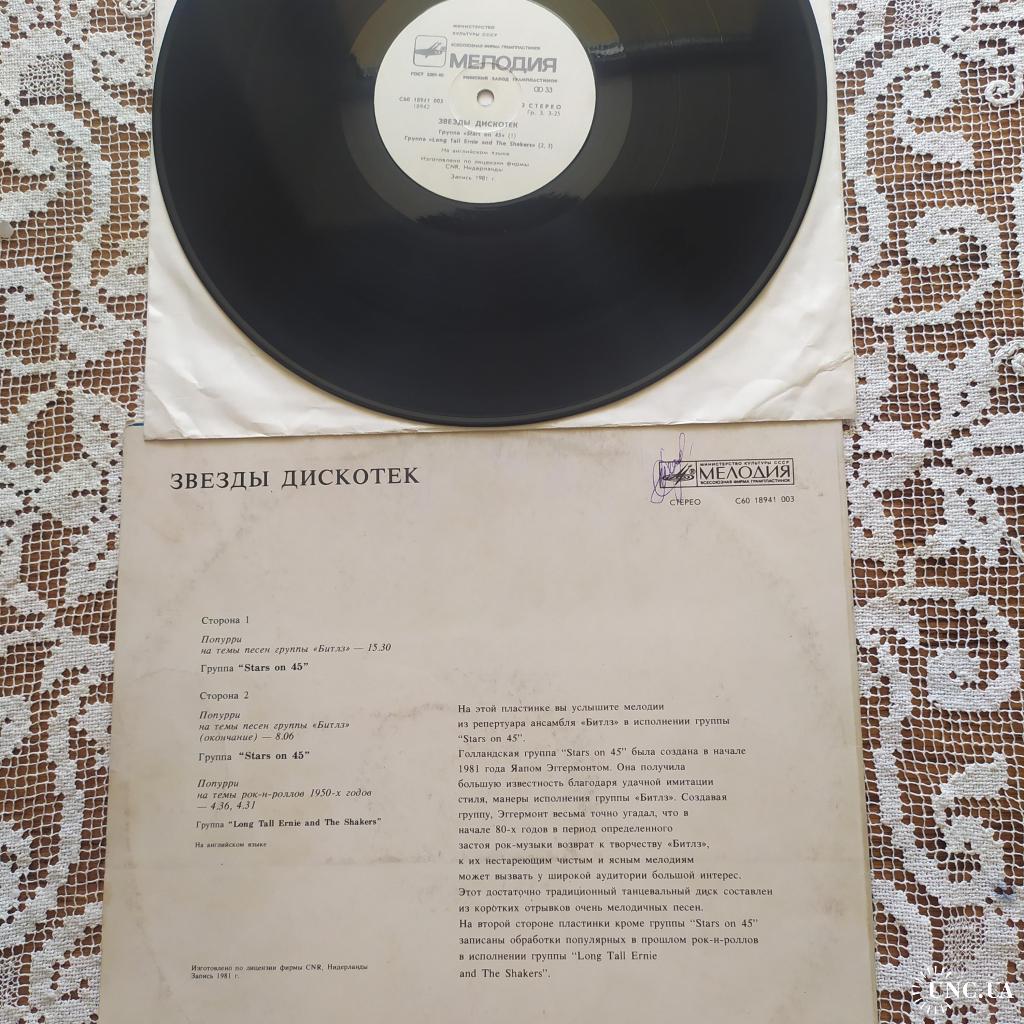 МИНИСТЕРСТВО
КУЛЬТУРЫ СССР
ВСЕСОЮЗНАЯ ФИРМА ГРАМПЛАСТИНОК
МЕЛОДИЯ
ГОСТ 5289-80
РИЖСКИЙ ЗАВОД ГРАМПЛАСТИНОК
33
С60 18941 003
18942
2 СТЕРЕО
Гр. 3. 3-25
ЗВЕЗДЫ ДИСКОТЕК
Группа «Stars on 45» (1)
Группа «Long Tall Ernie and The Shakers» (2, 3)
На английском языке
Изготовлено по лицензии фирмы
CNR, Нидерланды
Запись 1981 г.
ЗВЕЗДЫ ДИСКОТЕК
МИНИСТЕРСТВО КУЛЬТУРЫ СССР
МЕЛОДИЯ
ВСЕСОЮЗНАЯ ФИРМА ГРАМПЛАСТИНОК
СТЕРЕО С60 18941 003
Сторона 1
Попурри
на темы песен группы «Битлз» — 15.30
Группа “Stars on 45”
Сторона 2
Попурри
на темы песен группы «Битлз»
(окончание) — 8.06
Группа “Stars on 45”
Попурри
на темы рок-н-роллов 1950-х годов
— 4.36, 4.31
Группа “Long Tall Ernie and The Shakers”
На английском языке
На этой пластинке вы услышите мелодии
из репертуара ансамбля «Битлз» в исполнении группы
“Stars on 45”.
Голландская группа “Stars on 45” была создана в начале
1981 года Яапом Эггермонтом. Она получила
большую известность благодаря удачной имитации
стиля, манеры исполнения группы «Битлз». Создавая
группу, Эггермонт весьма точно угадал, что в
начале 80-х годов в период определенного
застоя рок-музыки возврат к творчеству «Битлз»,
к их нестареющим чистым и ясным мелодиям
может вызвать у широкой аудитории большой интерес.
Этот достаточно традиционный танцевальный диск составлен
из коротких отрывков очень мелодичных песен.
На второй стороне пластинки кроме группы “Stars on 45”
записаны обработки популярных в прошлом рок-н-роллов
в исполнении группы “Long Tall Ernie
and The Shakers”.
Изготовлено по лицензии фирмы CNR, Нидерланды
Запись 1981 г.
UNC.UA